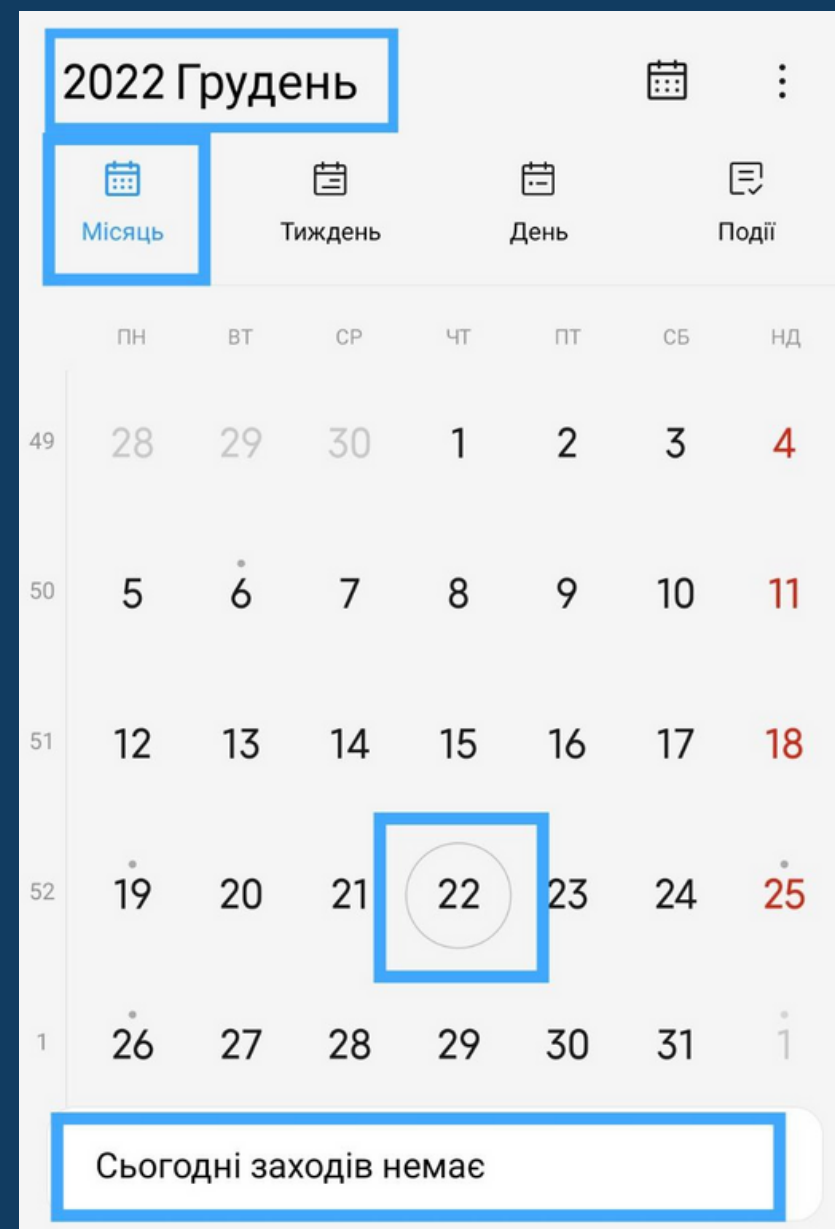 2022 Грудень
Місяць Тиждень День Події
ПН ВТ СР ЧТ ПТ СБ НД
49 28 29 30 1 2 3 4
50 5 6 7 8 9 10 11
51 12 13 14 15 16 17 18
52 19 20 21 22 23 24 25
1 26 27 28 29 30 31 1
Сьогодні заходів немає